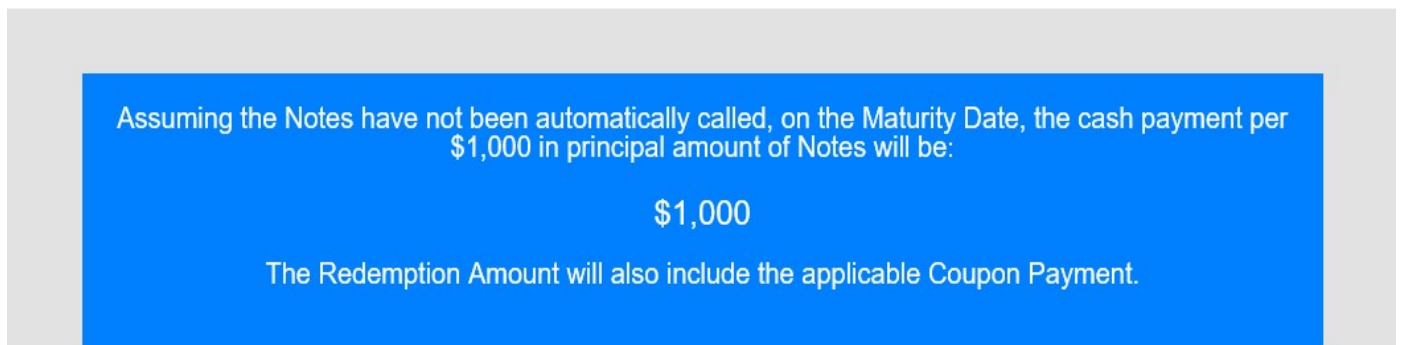 Assuming the Notes have not been automatically called, on the Maturity Date, the cash payment per
$1,000 in principal amount of Notes will be:
$1,000
The Redemption Amount will also include the applicable Coupon Payment.